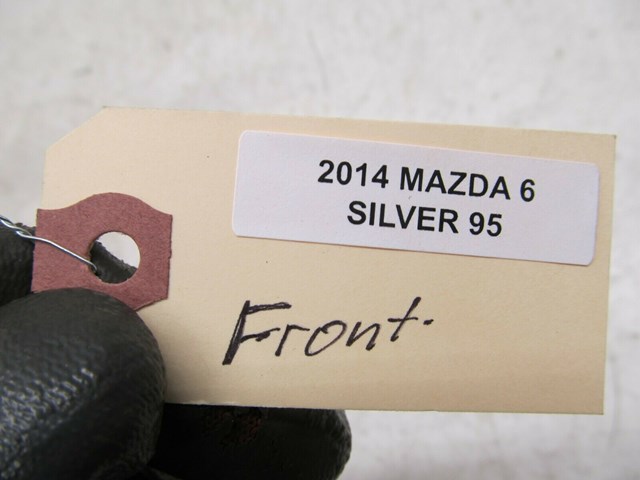 2014 MAZDA 6
SILVER 95
Front.